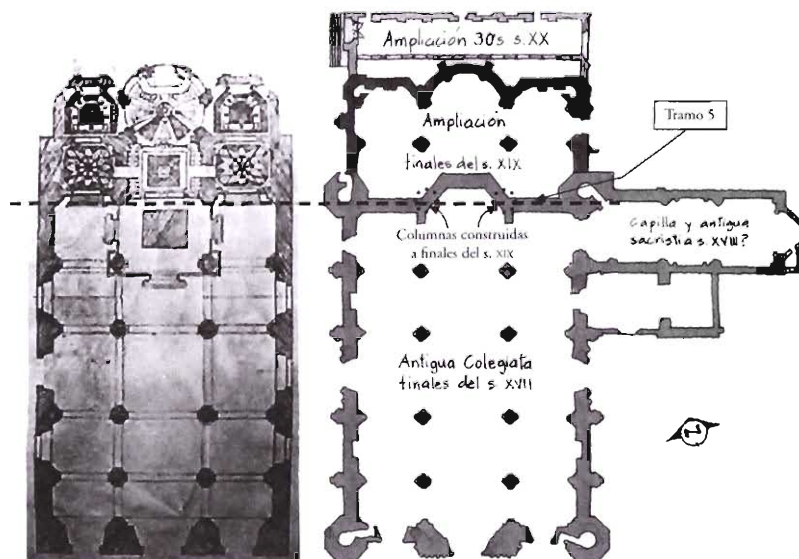 Ampliación 30s s.XX
Ampliación
finales del s. XIX
Tramo 5
Columnas construidas
a finales del s. XIX
Capilla y antigua
sacristía s. XVIII?
Antigua Colegiata
finales del s. XVII